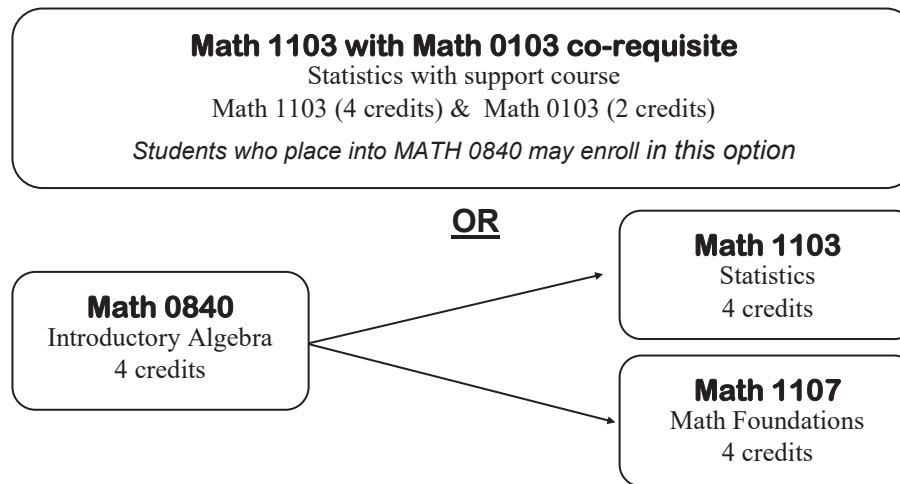 Math 1103 with Math 0103 co-requisite
Statistics with support course
Math 1103 (4 credits) & Math 0103 (2 credits)
Students who place into MATH 0840 may enroll in this option
OR
Math 0840
Introductory Algebra
4 credits
Math 1103
Statistics
4 credits
Math 1107
Math Foundations
4 credits